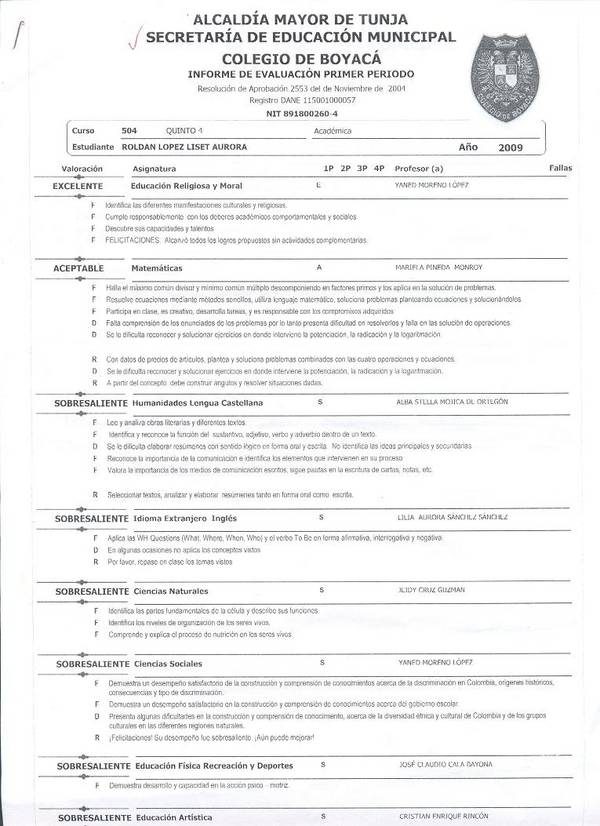 ALCALDÍA MAYOR DE TUNJA
SECRETARÍA DE EDUCACIÓN MUNICIPAL
COLEGIO DE BOYACÁ
INFORME DE EVALUACIÓN PRIMER PERIODO
Resolución de Aprobación 2553 del de Noviembre de 2004
Registro DANE 115001000057
NIT 891800260-4
COLEGIO DE BOYACÁ
Curso 504 QUINTO 4 Académica
Estudiante ROLDAN LOPEZ LISET AURORA Año 2009
Valoración Asignatura 1P 2P 3P 4P Profesor (a) Fallas
EXCELENTE Educación Religiosa y Moral E YANED MORENO LÓPEZ
F Identifica las diferentes manifestaciones culturales y religiosas.
F Cumplo responsablemente con los deberes académicos comportamentales y sociales
F Descubre sus capacidades y talentos
F FELICITACIONES. Alcanzó todos los logros propuestos sin actividades complementarias.
ACEPTABLE Matemáticas A MARIELA PINEDA MONROY
F Halla el máximo común divisor y mínimo común múltiplo descomponiendo en factores primos y los aplica en la solución de problemas.
F Resuelve ecuaciones mediante métodos sencillos, utiliza lenguaje matemático, soluciona problemas planteando ecuaciones y solucionándolos.
F Participa en clase, es creativo, desarrolla tareas, y es responsable con los compromisos adquiridos
D Falta comprensión de los enunciados de los problemas por lo tanto presenta dificultad en resolverlos y falla en las solución de operaciones.
D Se le dificulta reconocer y solucionar ejercicios en donde interviene la potenciación, la radicación y la logaritmación.
R Con datos de precios de artículos, plantea y soluciona problemas combinados con las cuatro operaciones y ecuaciones.
D Se le dificulta reconocer y solucionar ejercicios en donde interviene la potenciación, la radicación y la logaritmación.
R A partir del concepto debe construir ángulos y resolver situaciones dadas.
SOBRESALIENTE Humanidades Lengua Castellana S ALBA STELLA MOJICA DE ORTEGÓN
F Leo y analiza obras literarias y diferentes textos
F Identifica y reconoce la función del sustantivo, adjetivo, verbo y adverbio dentro de un texto
D Se le dificulta elaborar resúmenes con sentido lógico en forma oral y escrita. No identifica las ideas principales y secundarias
F Reconoce la importancia de la comunicación e identifica los elementos que intervienen en su proceso
F Valora la importancia de los medios de comunicación escritos, sigue pautas en la escritura de cartas, notas, etc.
R Seleccionar textos, analizar y elaborar resúmenes tanto en forma oral como escrita.
SOBRESALIENTE Idioma Extranjero Inglés S LILIA AURORA SÁNCHEZ SÁNCHEZ
F Aplica las WH Questions (What, Where, When, Who) y el verbo To Be en forma afirmativa, interrogativa y negativa.
D En algunas ocasiones no aplica los conceptos vistos
R Por favor, repase en clase los temas vistos
SOBRESALIENTE Ciencias Naturales S CRUZ GUZMAN
F Identifica las partes fundamentales de la célula y describe sus funciones
F Identifica los niveles de organización de los seres vivos.
F Comprende y explica el proceso de nutrición en los seres vivos
SOBRESALIENTE Ciencias Sociales S YANED MORENO LÓPEZ
F Demuestra un desempeño satisfactorio de la construcción y comprensión de conocimientos acerca de la discriminación en Colombia, orígenes históricos,
consecuencias y tipo de discriminación.
F Demuestra un desempeño satisfactorio en la construcción y comprensión de conocimientos acerca del gobierno escolar.
D Presenta algunas dificultades en la construcción y comprensión de conocimiento, acerca de la diversidad étnica y cultural de Colombia y de los grupos
culturales en las diferentes regiones naturales.
R ¡Felicitaciones! Su desempeño fue sobresaliente. ¡Aún puede mejorar!
SOBRESALIENTE Educación Física Recreación y Deportes S JOSÉ CLAUDIO CALA BAYONA
F Demuestra desarrollo y capacidad en la acción psico - motriz.
SOBRESALIENTE Educación Artística S CRISTIAN ENRIQUE RINCÓN